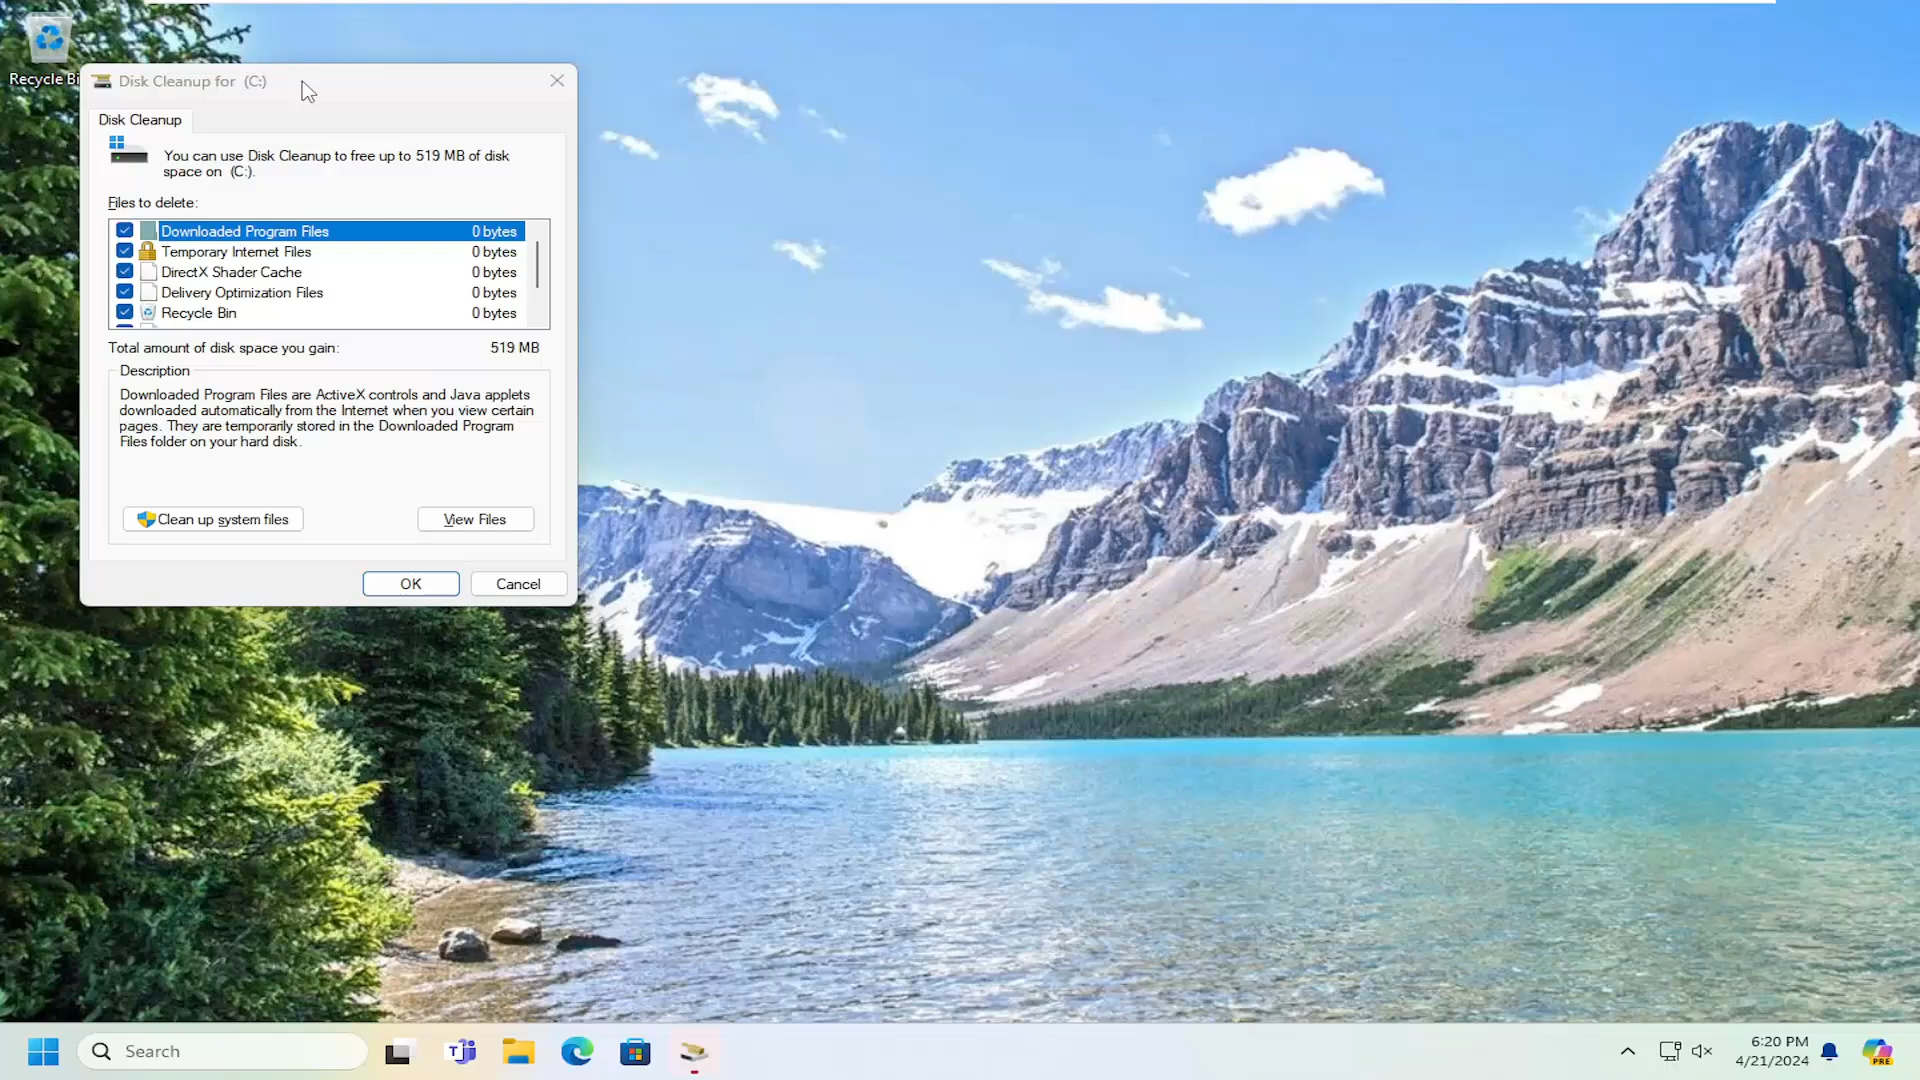 Recycle Bi
Disk Cleanup for (C:)
Disk Cleanup
You can use Disk Cleanup to free up to 519 MB of disk
space on (C:).
Files to delete:
Downloaded Program Files 0 bytes
Temporary Internet Files 0 bytes
DirectX Shader Cache 0 bytes
Delivery Optimization Files 0 bytes
Recycle Bin 0 bytes
Total amount of disk space you gain: 519 MB
Description
Downloaded Program Files are ActiveX controls and Java applets
downloaded automatically from the Internet when you view certain
pages. They are temporarily stored in the Downloaded Program
Files folder on your hard disk.
Clean up system files
View Files
OK
Cancel
Search
6:20 PM
4/21/2024
PRE